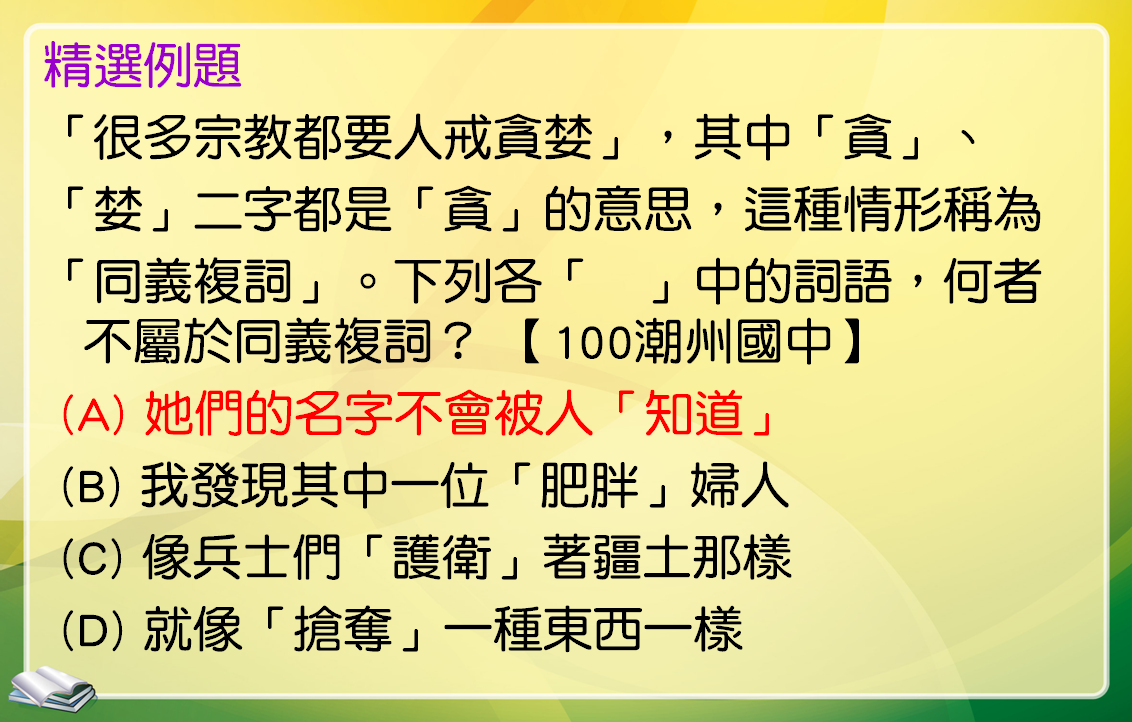 精選例題
「很多宗教都要人戒貪婪」，其中「貪」、
「婪」二字都是「貪」的意思，這種情形稱為
「同義複詞」。下列各「　」中的詞語，何者
不屬於同義複詞？ 【100潮州國中】
(A) 她們的名字不會被人「知道」
(B) 我發現其中一位「肥胖」婦人
(C) 像兵士們「護衛」著疆土那樣
(D) 就像「搶奪」一種東西一樣